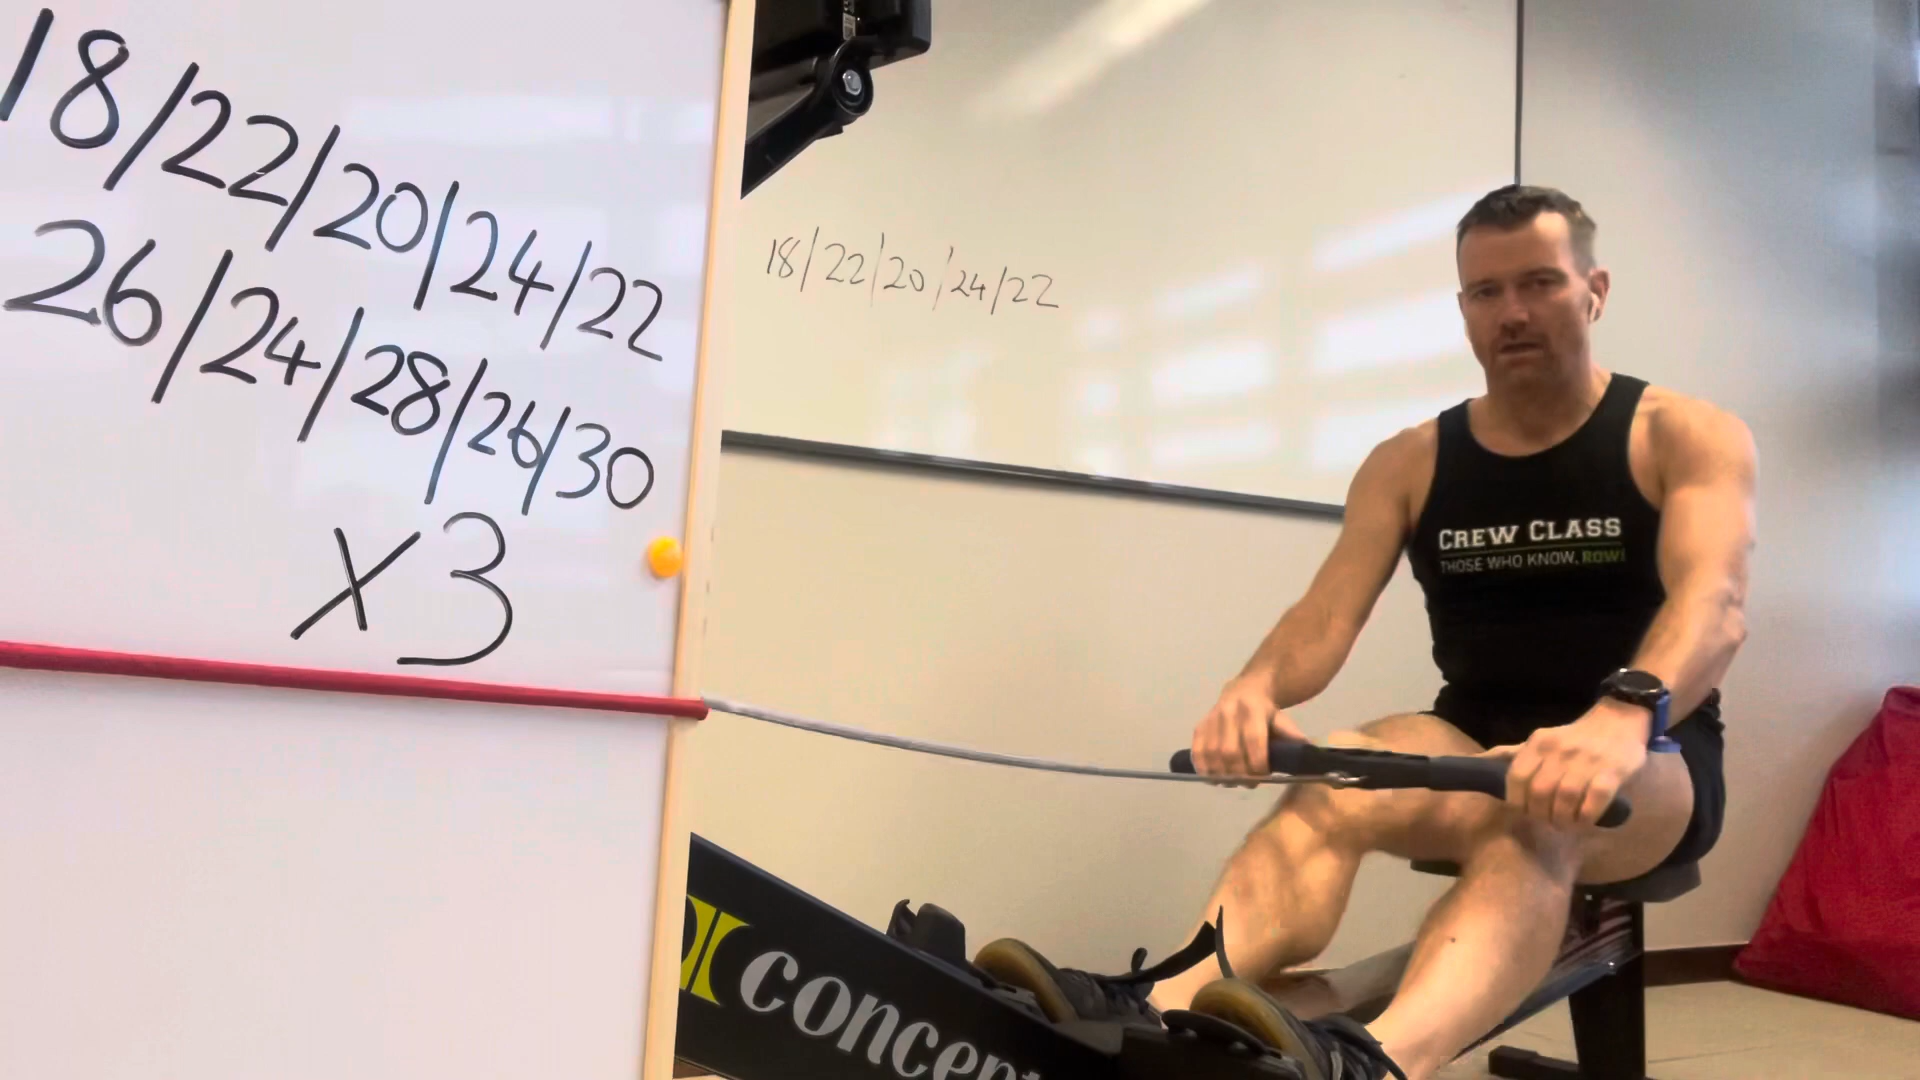 18/22/20/24/22
26/24/28/26/30
x3
18/22/20/24/22
CREW CLASS
THOSE WHO KNOW, ROW!
concept